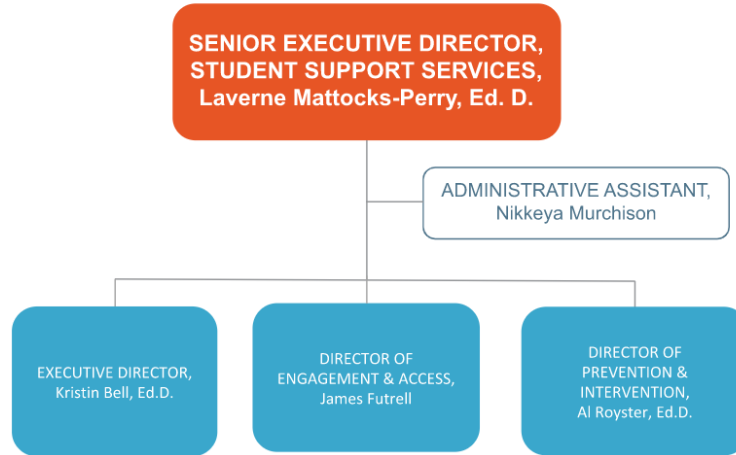 SENIOR EXECUTIVE DIRECTOR,
STUDENT SUPPORT SERVICES,
Laverne Mattocks-Perry, Ed. D.
ADMINISTRATIVE ASSISTANT,
Nikkeya Murchison
EXECUTIVE DIRECTOR,
Kristin Bell, Ed.D.
DIRECTOR OF
ENGAGEMENT & ACCESS,
James Futrell
DIRECTOR OF
PREVENTION &
INTERVENTION,
Al Royster, Ed.D.